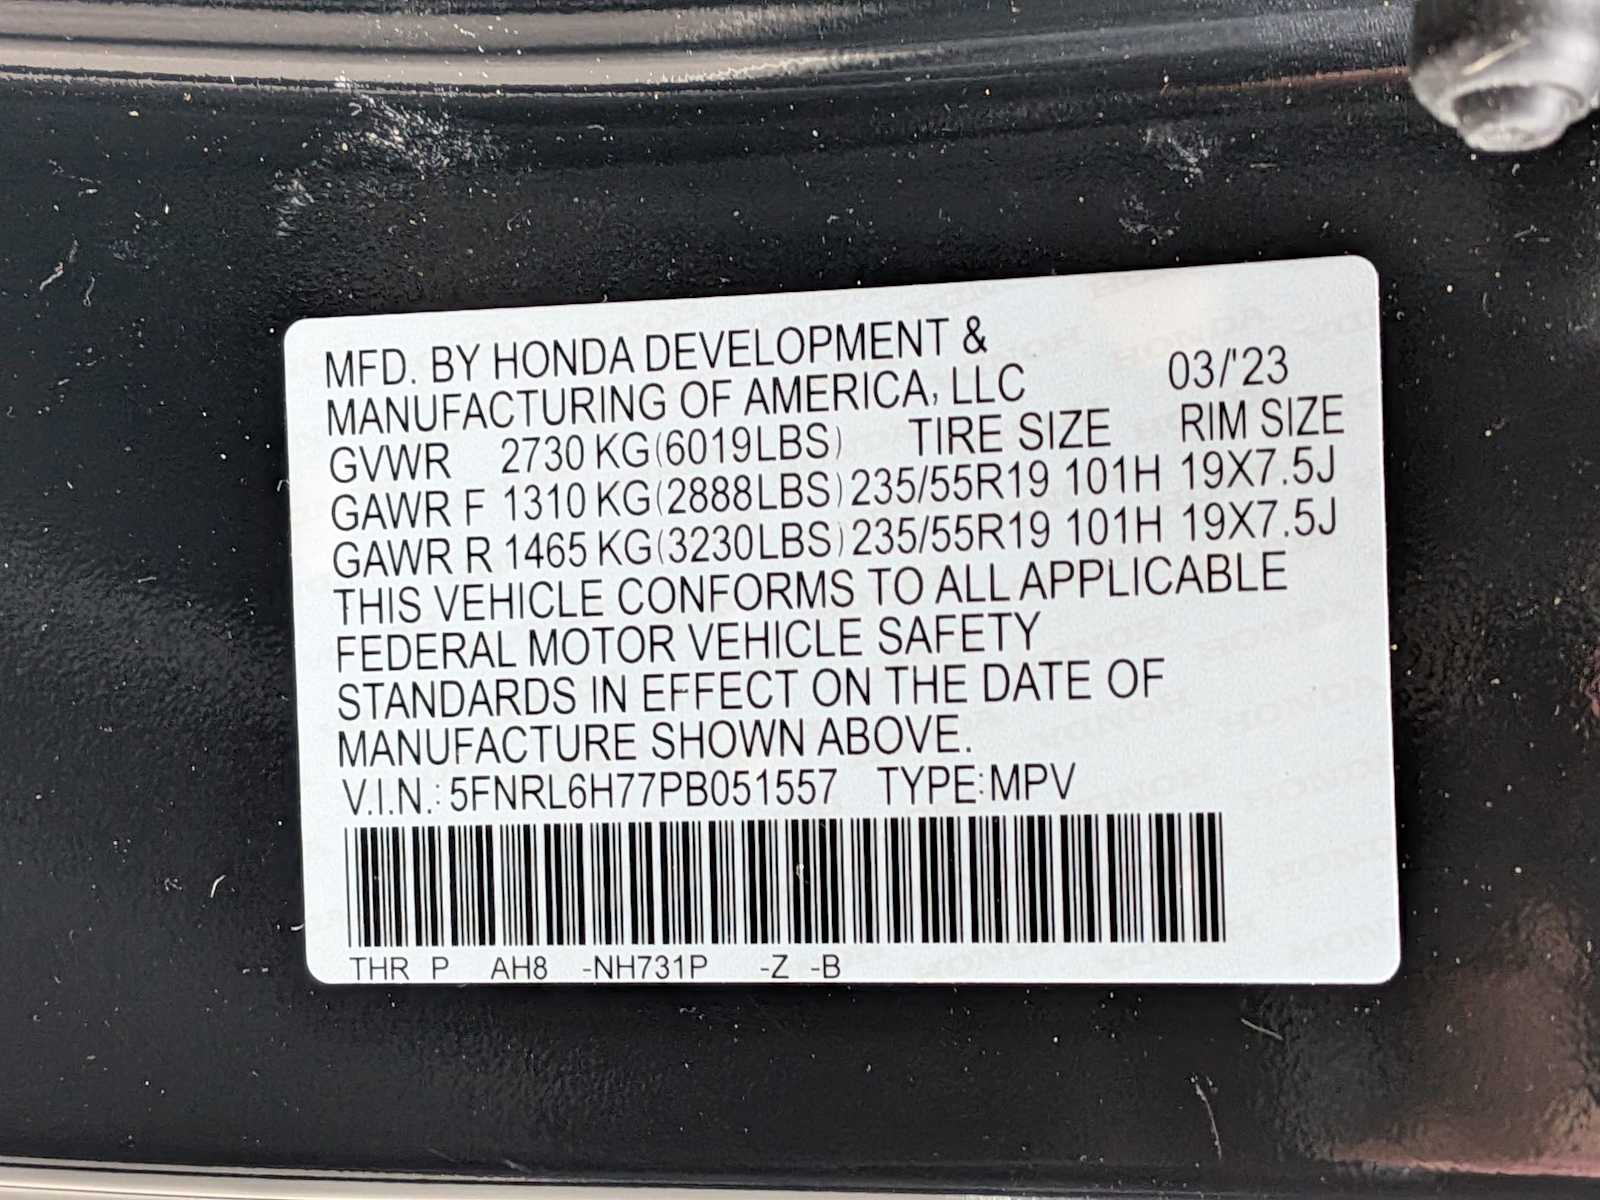 MFD. BY HONDA DEVELOPMENT &
MANUFACTURING OF AMERICA, LLC 03/'23
GVWR 2730 KG(6019LBS) TIRE SIZE RIM SIZE
GAWR F 1310 KG(2888LBS) 235/55R19 101H 19X7.5J
GAWR R 1465 KG(3230LBS) 235/55R19 101H 19X7.5J
THIS VEHICLE CONFORMS TO ALL APPLICABLE
FEDERAL MOTOR VEHICLE SAFETY
STANDARDS IN EFFECT ON THE DATE OF
MANUFACTURE SHOWN ABOVE.
V.I.N.: 5FNRL6H77PB051557 TYPE: MPV
THR P AH8 -NH731P -Z -B